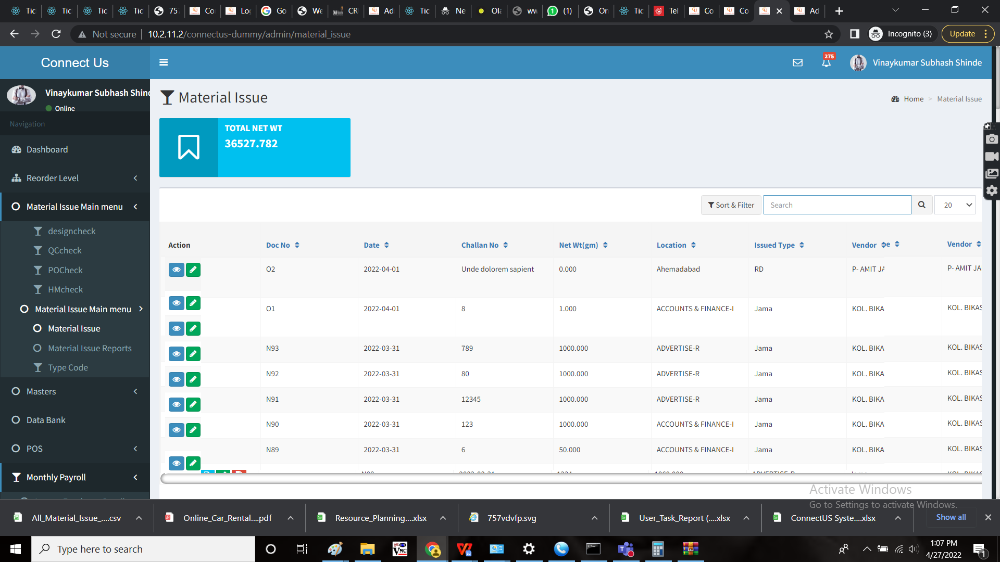 Tic Tic Tic Tic 757 Co Log Go We CR Ad Tic Ne Ola ww (1) On Tic Tel Co Co Ad
Not secure 10.2.11.2/connectus-dummy/admin/material_issue Incognito (3) Update
Connect Us 275 Vinaykumar Subhash Shinde
Vinaykumar Subhash Shind
Online
Navigation
Dashboard
Reorder Level
Material Issue Main menu
designcheck
QCcheck
POCheck
HMcheck
Material Issue Main menu
Material Issue
Material Issue Reports
Type Code
Masters
Data Bank
POS
Monthly Payroll
Material Issue
Home > Material Issue
TOTAL NET WT
36527.782
Sort & Filter Search 20
Action Doc No Date Challan No Net Wt(gm) Location Issued Type Vendor e Vendor
O2 2022-04-01 Unde dolorem sapient 0.000 Ahemadabad RD P- AMIT JA P- AMIT JA
O1 2022-04-01 8 1.000 ACCOUNTS & FINANCE-I Jama KOL. BIKA KOL. BIKAS
N93 2022-03-31 789 1000.000 ADVERTISE-R Jama KOL. BIKA KOL. BIKAS
N92 2022-03-31 80 1000.000 ADVERTISE-R Jama KOL. BIKA KOL. BIKAS
N91 2022-03-31 12345 1000.000 ADVERTISE-R Jama KOL. BIKA KOL. BIKAS
N90 2022-03-31 123 1000.000 ACCOUNTS & FINANCE-I Jama KOL. BIKA KOL. BIKAS
N89 2022-03-31 6 50.000 ACCOUNTS & FINANCE-I Jama KOL. BIKA KOL. BIKAS
Activate Windows
Go to Settings to activate Windows.
All_Material_Issue_....csv Online_Car_Rental....pdf Resource_Planning....xlsx 757vdvfp.svg User_Task_Report (....xlsx ConnectUS Syste....xlsx Show all
Type here to search
1:07 PM
4/27/2022
1